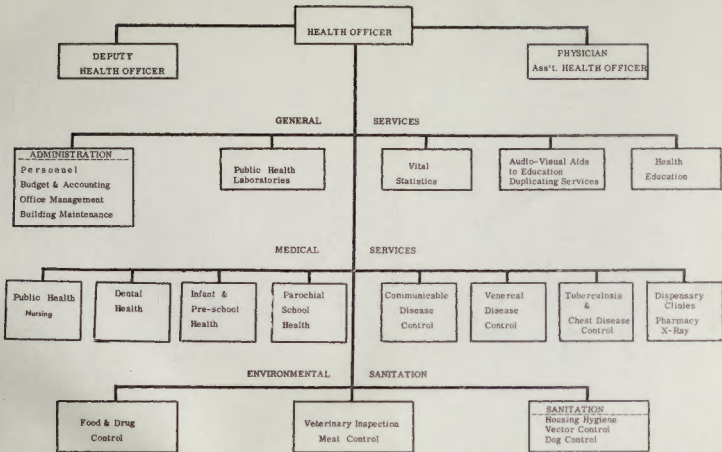 HEALTH OFFICER
DEPUTY
HEALTH OFFICER
PHYSICIAN
Ass't. HEALTH OFFICER
GENERAL SERVICES
ADMINISTRATION
Personnel
Budget & Accounting
Office Management
Building Maintenance
Public Health
Laboratories
Vital
Statistics
Audio-Visual Aids
to Education
Duplicating Services
Health
Education
MEDICAL SERVICES
Public Health
Nursing
Dental
Health
Infant &
Pre-school
Health
Parochial
School
Health
Communicable
Disease
Control
Venereal
Disease
Control
Tuberculosis
&
Chest Disease
Control
Dispensary
Clinics
Pharmacy
X-Ray
ENVIRONMENTAL SANITATION
Food & Drug
Control
Veterinary Inspection
Meat Control
SANITATION
Housing Hygiene
Vector Control
Dog Control